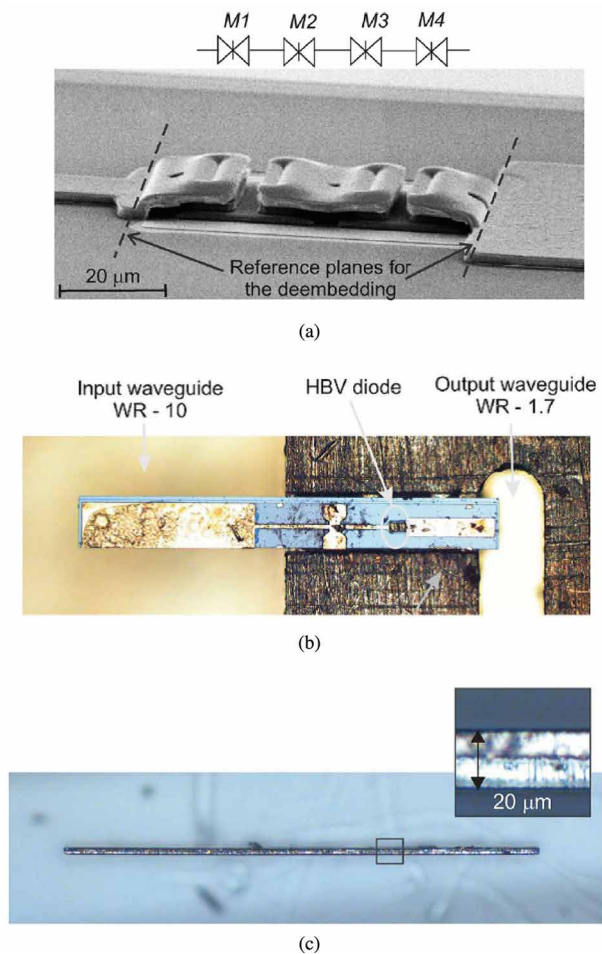 M1 M2 M3 M4
Reference planes for
the deembedding
20 μm
(a)
Input waveguide
WR - 10
HBV diode
Output waveguide
WR - 1.7
(b)
20 μm
(c)